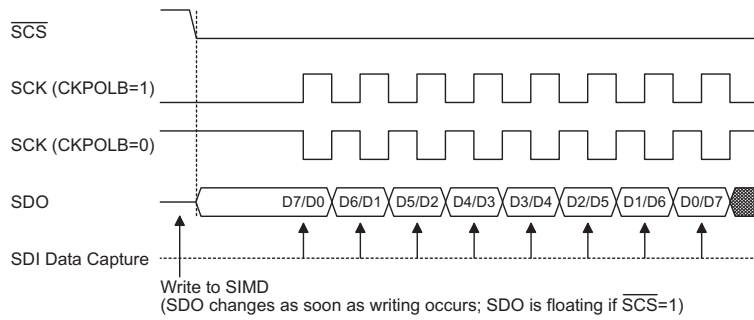 SCS
SCK (CKPOLB=1)
SCK (CKPOLB=0)
SDO
D7/D0 D6/D1 D5/D2 D4/D3 D3/D4 D2/D5 D1/D6 D0/D7
SDI Data Capture
Write to SIMD
(SDO changes as soon as writing occurs; SDO is floating if SCS=1)